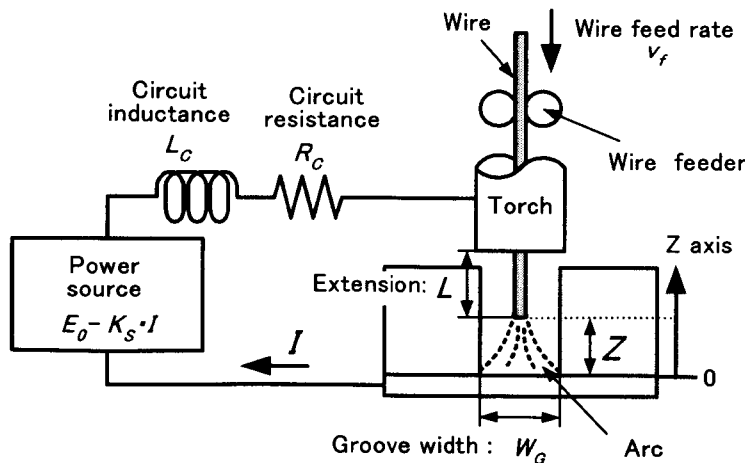 Wire
Wire feed rate
v_f
Circuit
inductance
L_C
Circuit
resistance
R_C
Wire feeder
Torch
Z axis
Power
source
E_0 − K_S・I
Extension: L
I
Z
0
Groove width : W_G
Arc